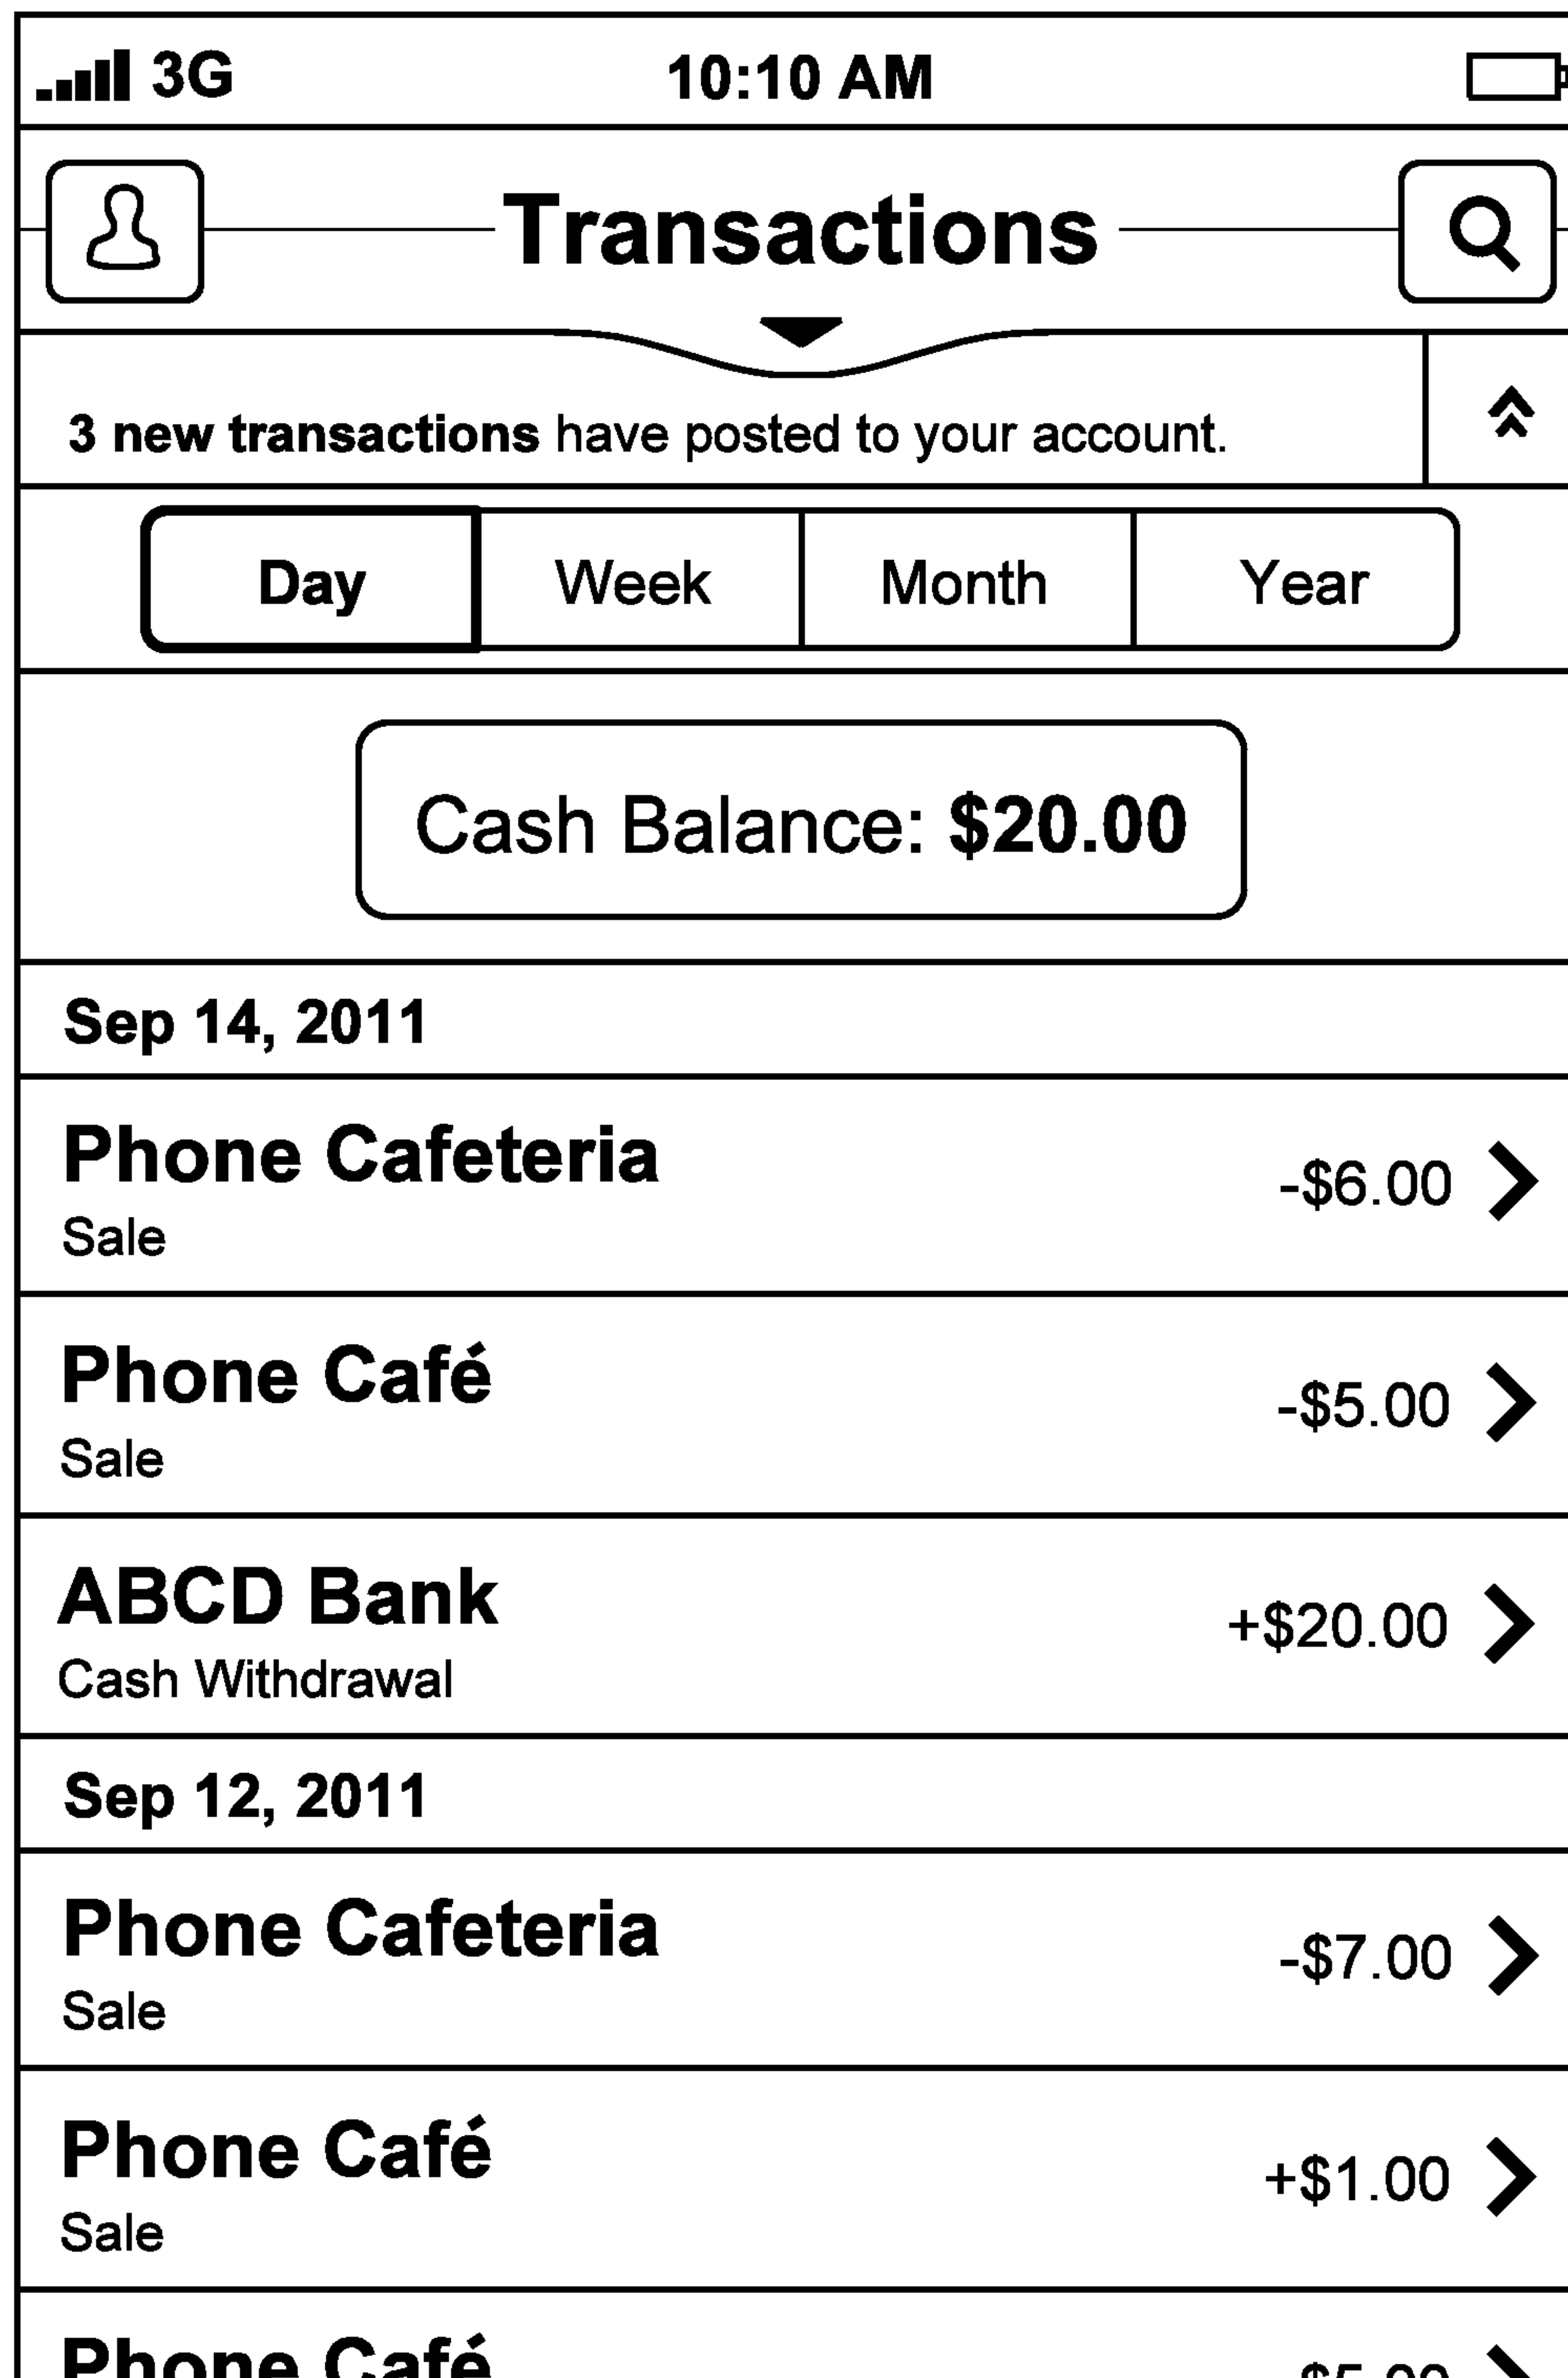 3G 10:10 AM
Transactions
3 new transactions have posted to your account.
Day Week Month Year
Cash Balance: $20.00
Sep 14, 2011
Phone Cafeteria
-$6.00
Sale
Phone Café
-$5.00
Sale
ABCD Bank
+$20.00
Cash Withdrawal
Sep 12, 2011
Phone Cafeteria
-$7.00
Sale
Phone Café
+$1.00
Sale
Phone Café